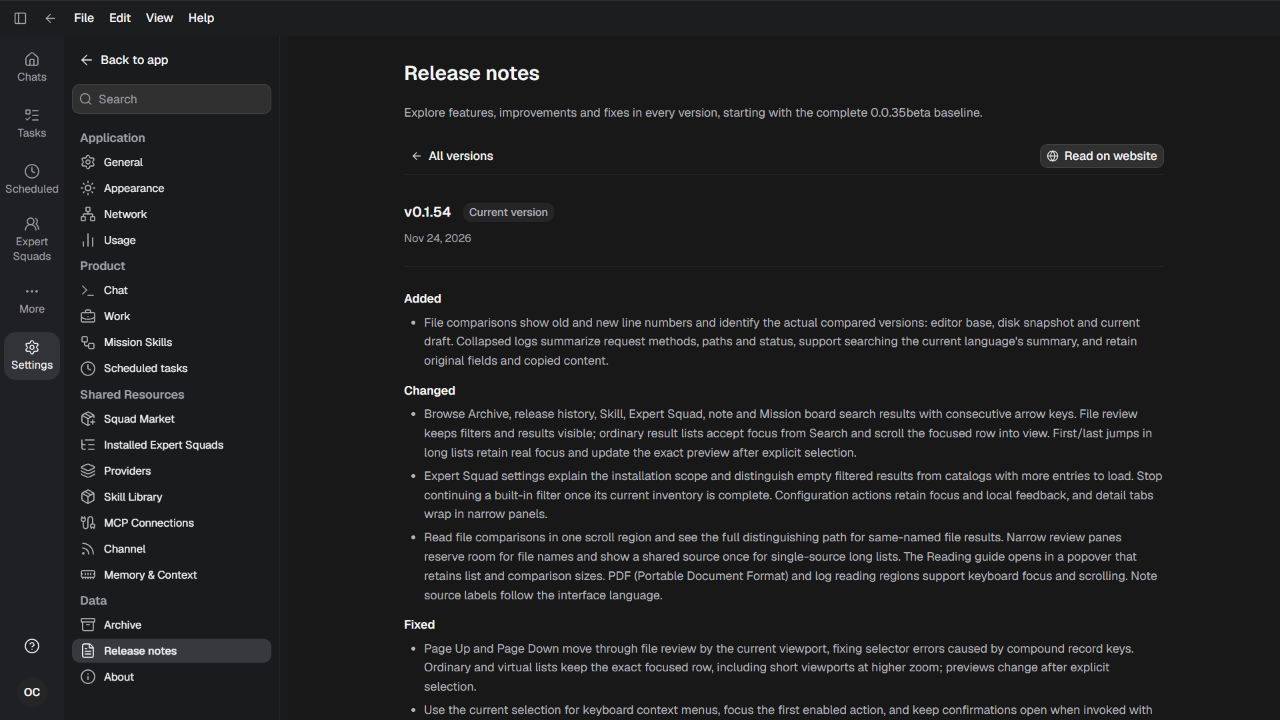 File Edit View Help
Chats
Tasks
Scheduled
Expert
Squads
More
Settings
OC
Back to app
Search
Application
General
Appearance
Network
Usage
Product
Chat
Work
Mission Skills
Scheduled tasks
Shared Resources
Squad Market
Installed Expert Squads
Providers
Skill Library
MCP Connections
Channel
Memory & Context
Data
Archive
Release notes
About
Release notes
Explore features, improvements and fixes in every version, starting with the complete 0.0.35beta baseline.
All versions
Read on website
v0.1.54 Current version
Nov 24, 2026
Added
File comparisons show old and new line numbers and identify the actual compared versions: editor base, disk snapshot and current
draft. Collapsed logs summarize request methods, paths and status, support searching the current language's summary, and retain
original fields and copied content.
Changed
Browse Archive, release history, Skill, Expert Squad, note and Mission board search results with consecutive arrow keys. File review
keeps filters and results visible; ordinary result lists accept focus from Search and scroll the focused row into view. First/last jumps in
long lists retain real focus and update the exact preview after explicit selection.
Expert Squad settings explain the installation scope and distinguish empty filtered results from catalogs with more entries to load. Stop
continuing a built-in filter once its current inventory is complete. Configuration actions retain focus and local feedback, and detail tabs
wrap in narrow panels.
Read file comparisons in one scroll region and see the full distinguishing path for same-named file results. Narrow review panes
reserve room for file names and show a shared source once for single-source long lists. The Reading guide opens in a popover that
retains list and comparison sizes. PDF (Portable Document Format) and log reading regions support keyboard focus and scrolling. Note
source labels follow the interface language.
Fixed
Page Up and Page Down move through file review by the current viewport, fixing selector errors caused by compound record keys.
Ordinary and virtual lists keep the exact focused row, including short viewports at higher zoom; previews change after explicit
selection.
Use the current selection for keyboard context menus, focus the first enabled action, and keep confirmations open when invoked with